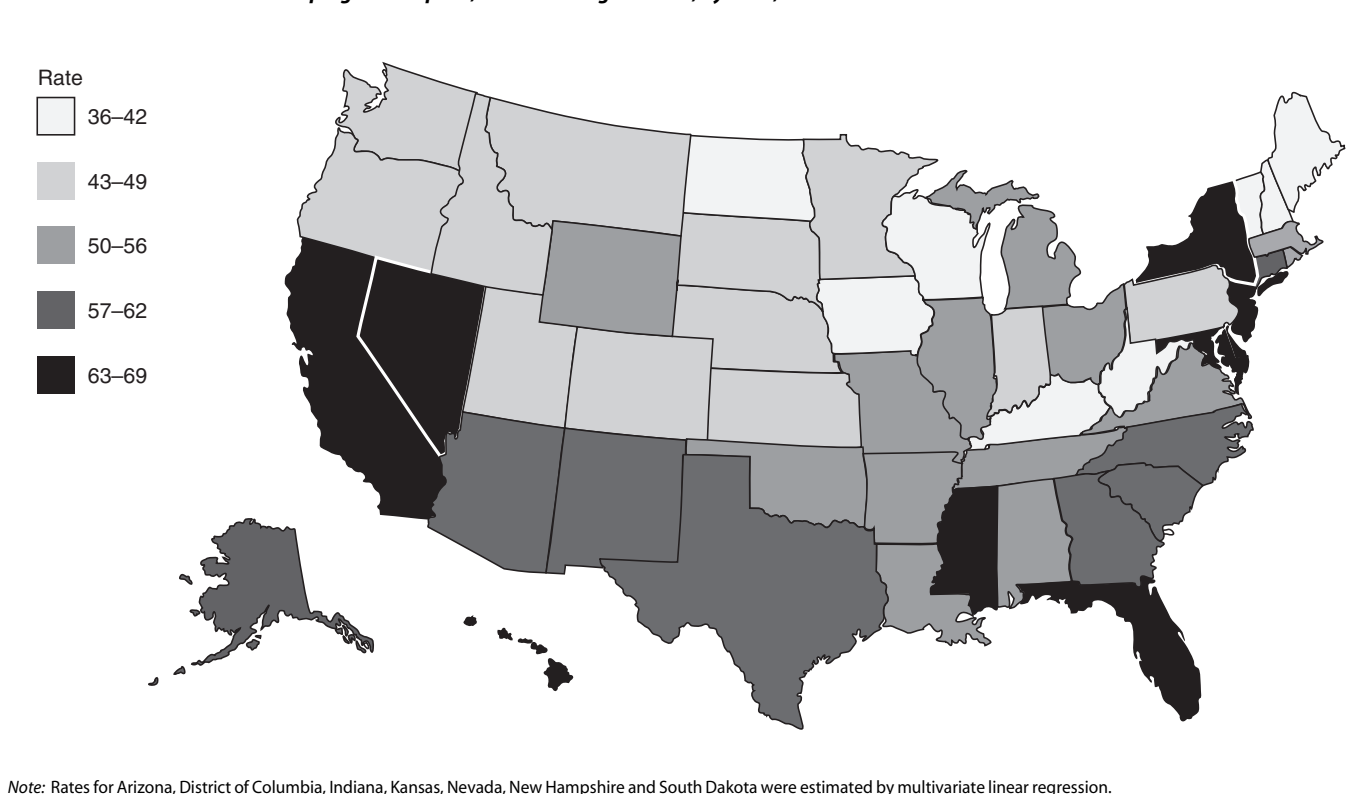 Rate
36–42
43–49
50–56
57–62
63–69
Note: Rates for Arizona, District of Columbia, Indiana, Kansas, Nevada, New Hampshire and South Dakota were estimated by multivariate linear regression.